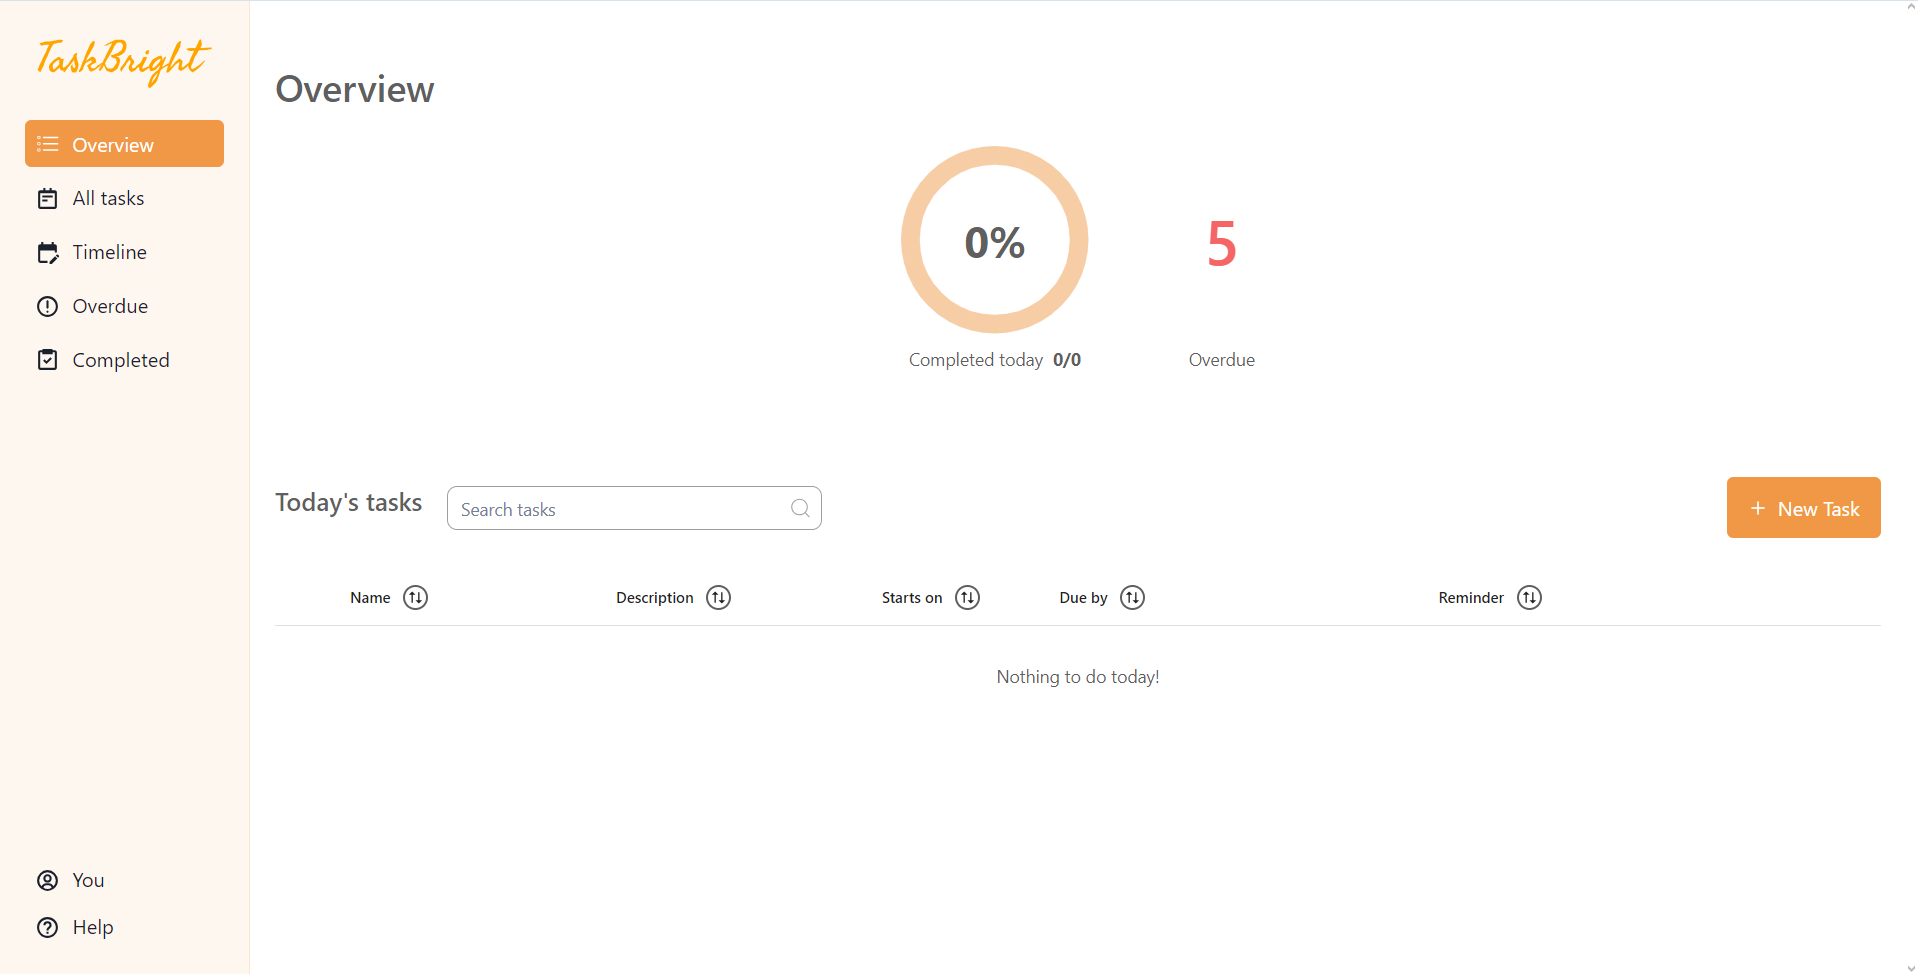 TaskBright
Overview
All tasks
Timeline
Overdue
Completed
You
Help
Overview
0%
Completed today 0/0
5
Overdue
Today's tasks
Search tasks
+ New Task
Name Description Starts on Due by Reminder
Nothing to do today!